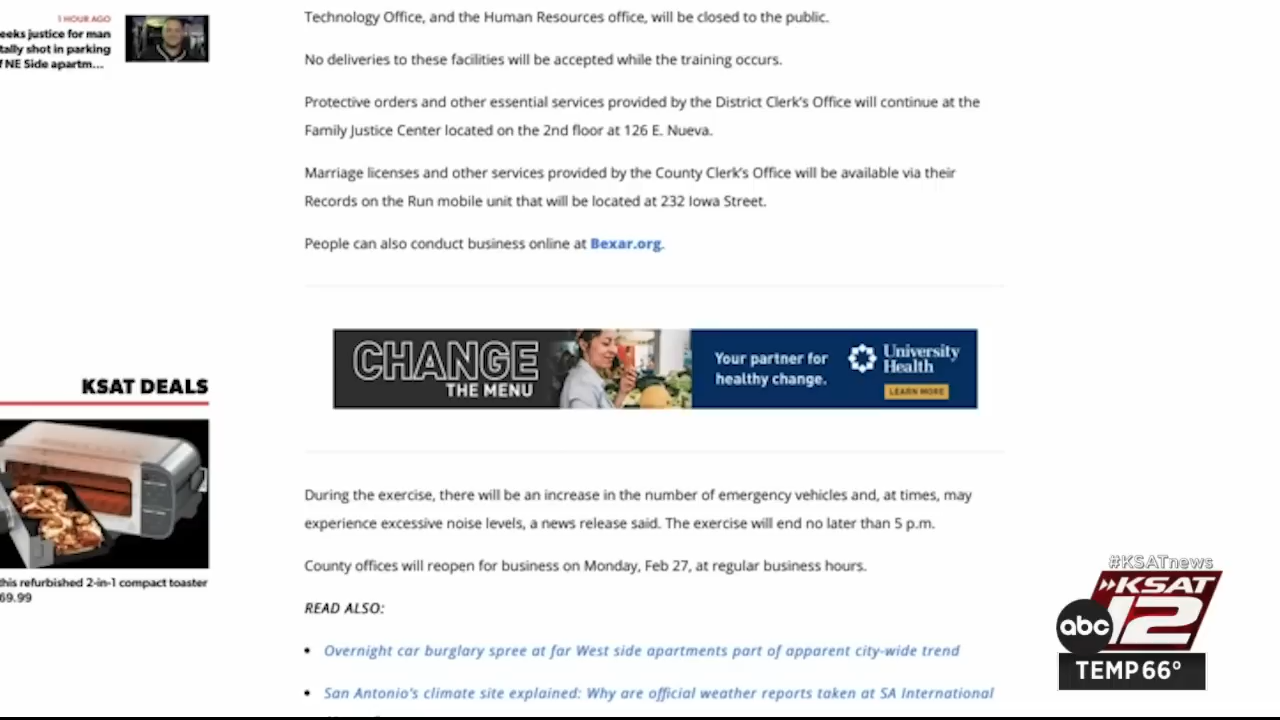 1 HOUR AGO
eeks justice for man
tally shot in parking
f NE Side apartm...
KSAT DEALS
this refurbished 2-in-1 compact toaster
69.99
Technology Office, and the Human Resources office, will be closed to the public.
No deliveries to these facilities will be accepted while the training occurs.
Protective orders and other essential services provided by the District Clerk's Office will continue at the
Family Justice Center located on the 2nd floor at 126 E. Nueva.
Marriage licenses and other services provided by the County Clerk's Office will be available via their
Records on the Run mobile unit that will be located at 232 Iowa Street.
People can also conduct business online at Bexar.org.
CHANGE
THE MENU
Your partner for
healthy change.
University
Health
LEARN MORE
During the exercise, there will be an increase in the number of emergency vehicles and, at times, may
experience excessive noise levels, a news release said. The exercise will end no later than 5 p.m.
County offices will reopen for business on Monday, Feb 27, at regular business hours.
READ ALSO:
• Overnight car burglary spree at far West side apartments part of apparent city-wide trend
• San Antonio's climate site explained: Why are official weather reports taken at SA International
#KSATnews
KSAT
abc 12
TEMP 66°